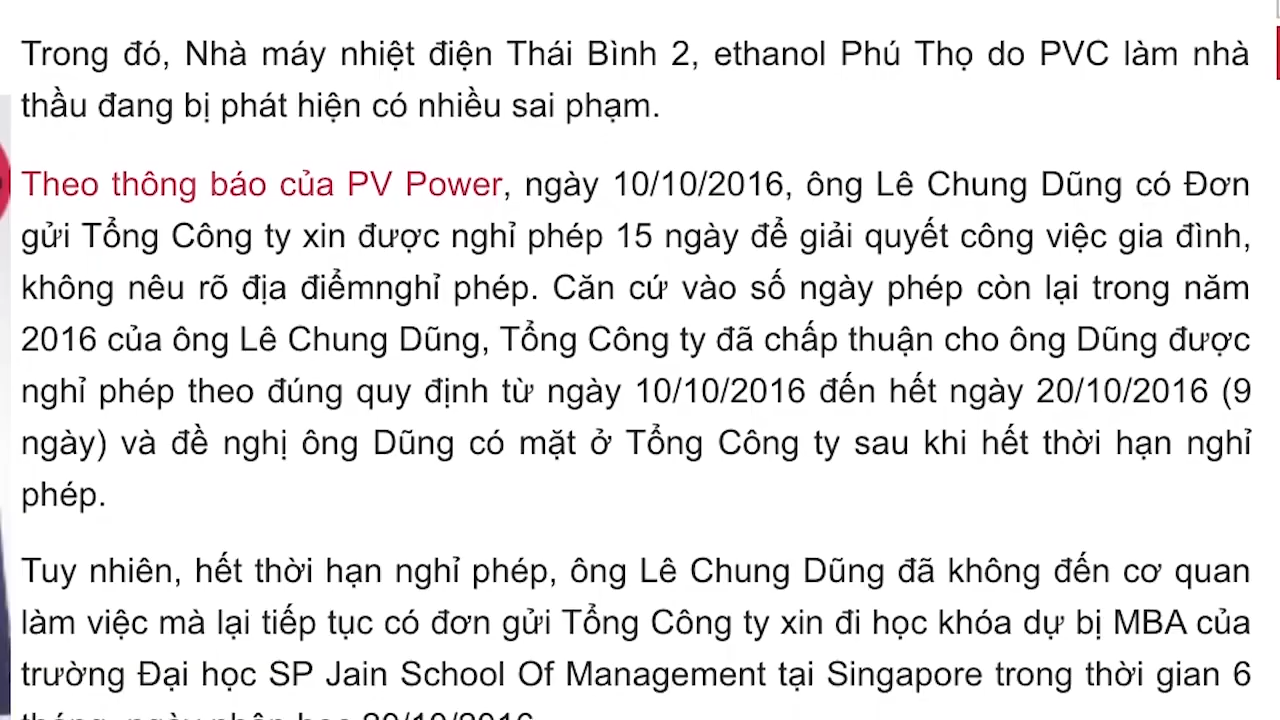 Trong đó, Nhà máy nhiệt điện Thái Bình 2, ethanol Phú Thọ do PVC làm nhà
thầu đang bị phát hiện có nhiều sai phạm.
Theo thông báo của PV Power, ngày 10/10/2016, ông Lê Chung Dũng có Đơn
gửi Tổng Công ty xin được nghỉ phép 15 ngày để giải quyết công việc gia đình,
không nêu rõ địa điểmnghỉ phép. Căn cứ vào số ngày phép còn lại trong năm
2016 của ông Lê Chung Dũng, Tổng Công ty đã chấp thuận cho ông Dũng được
nghỉ phép theo đúng quy định từ ngày 10/10/2016 đến hết ngày 20/10/2016 (9
ngày) và đề nghị ông Dũng có mặt ở Tổng Công ty sau khi hết thời hạn nghỉ
phép.
Tuy nhiên, hết thời hạn nghỉ phép, ông Lê Chung Dũng đã không đến cơ quan
làm việc mà lại tiếp tục có đơn gửi Tổng Công ty xin đi học khóa dự bị MBA của
trường Đại học SP Jain School Of Management tại Singapore trong thời gian 6